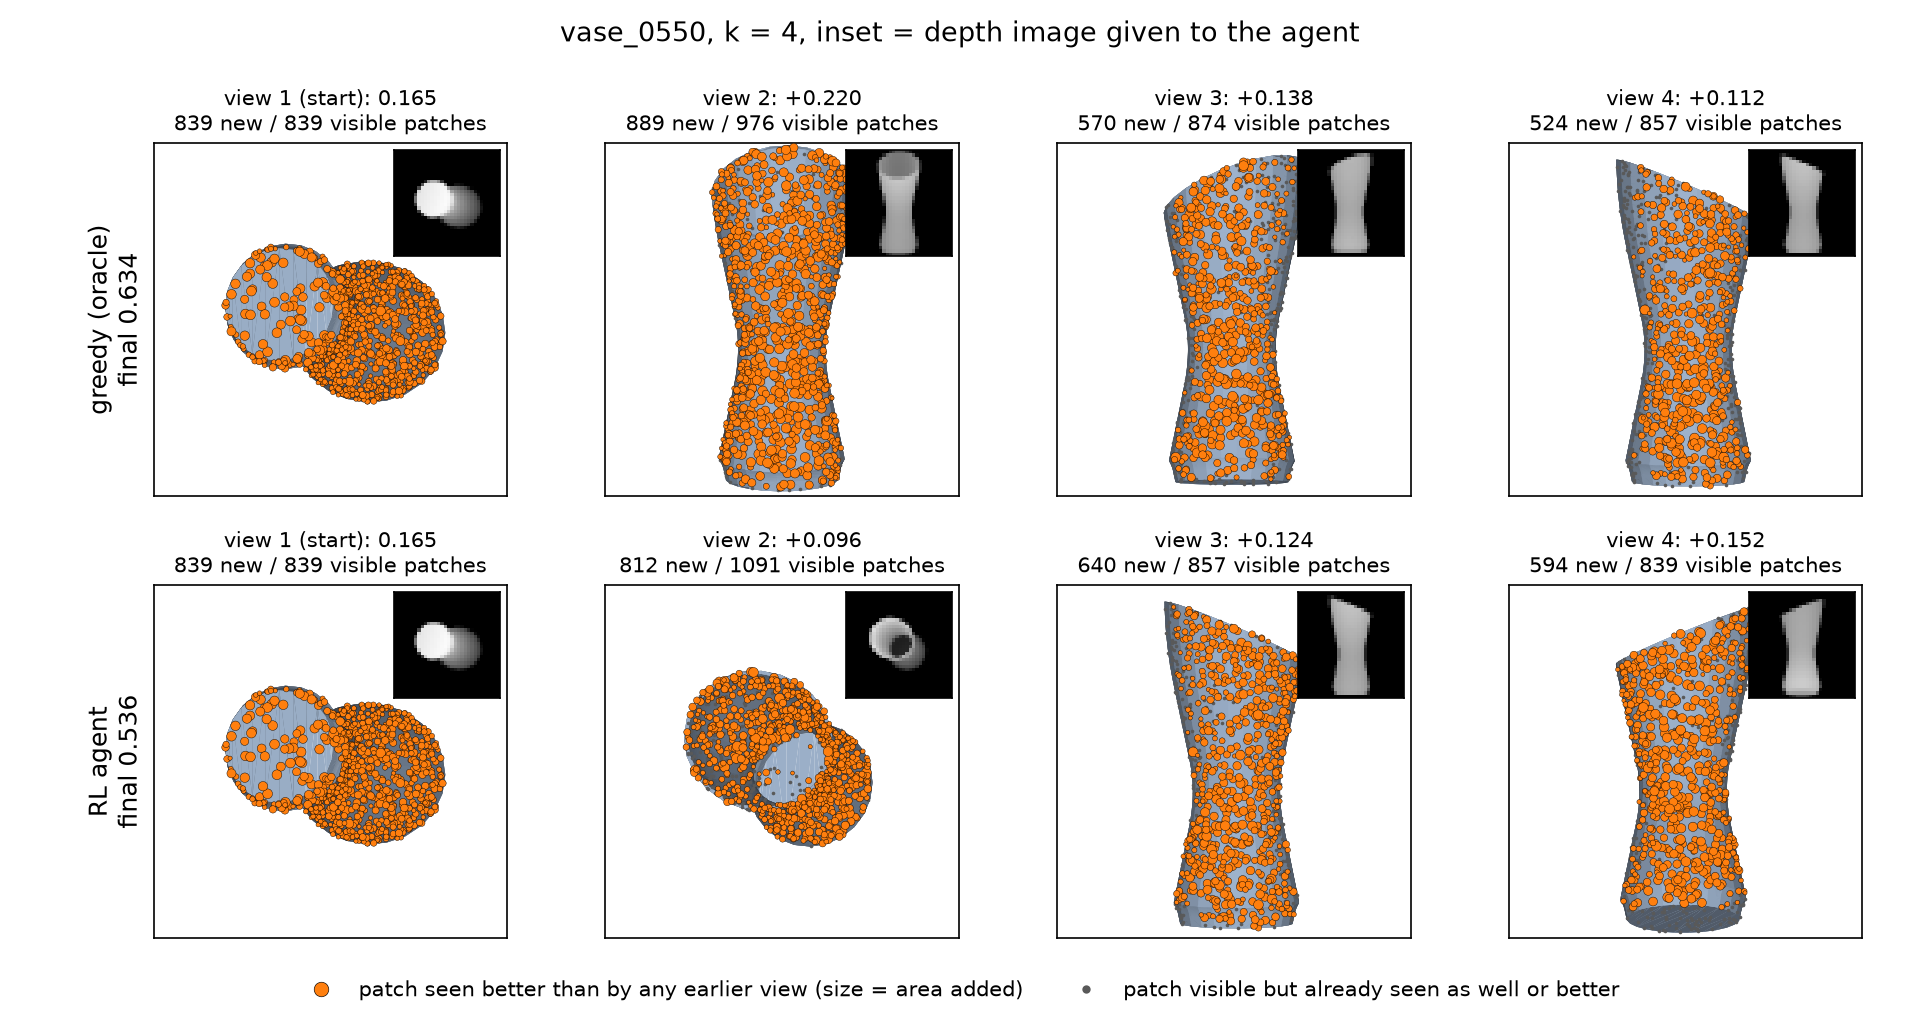 vase_0550, k = 4, inset = depth image given to the agent
view 1 (start): 0.165
839 new / 839 visible patches
view 2: +0.220
889 new / 976 visible patches
view 3: +0.138
570 new / 874 visible patches
view 4: +0.112
524 new / 857 visible patches
greedy (oracle)
final 0.634
view 1 (start): 0.165
839 new / 839 visible patches
view 2: +0.096
812 new / 1091 visible patches
view 3: +0.124
640 new / 857 visible patches
view 4: +0.152
594 new / 839 visible patches
RL agent
final 0.536
patch seen better than by any earlier view (size = area added)
patch visible but already seen as well or better